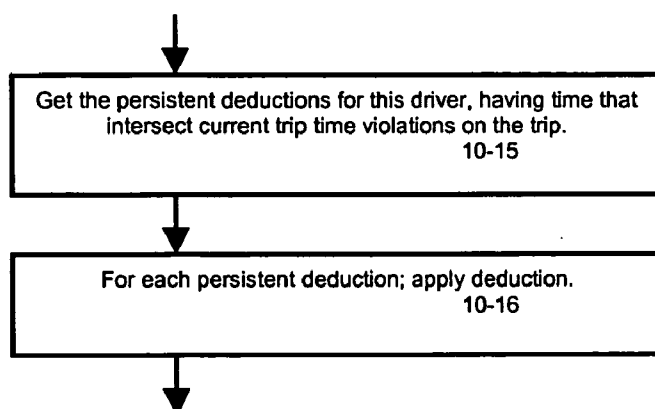 Get the persistent deductions for this driver, having time that
intersect current trip time violations on the trip.
10-15
For each persistent deduction; apply deduction.
10-16